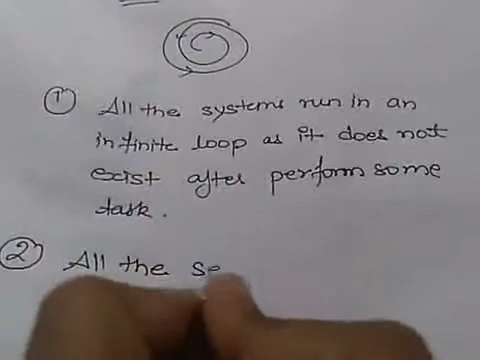 ① All the systems run in an
infinite loop as it does not
exist after perform some
task.
② All the se